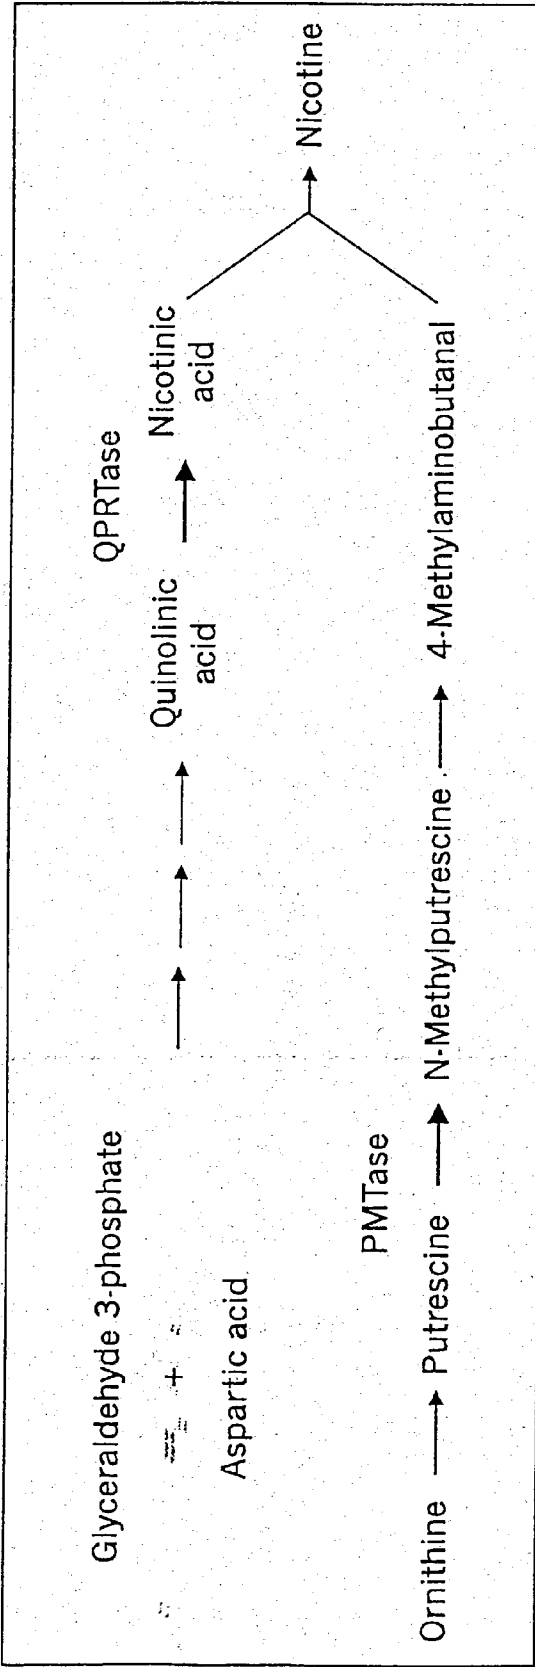 Glyceraldehyde 3-phosphate
+
Aspartic acid
Quinolinic
acid
QPRTase
Nicotinic
acid
Nicotine
Ornithine
Putrescine
PMTase
N-Methylputrescine
4-Methylaminobutanal